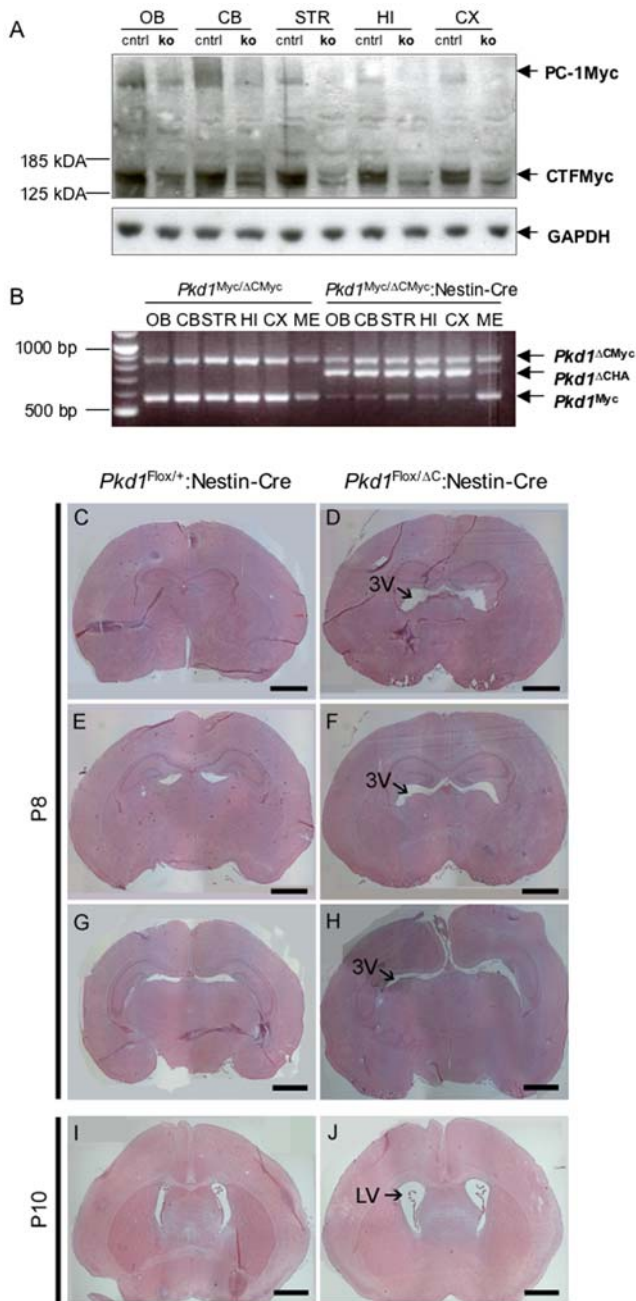 A
OB CB STR HI CX
cntrl ko cntrl ko cntrl ko cntrl ko cntrl ko
PC-1Myc
185 kDA
CTFMyc
125 kDA
GAPDH
B
Pkd1Myc/ΔCMyc Pkd1Myc/ΔCMyc:Nestin-Cre
OB CB STR HI CX ME OB CB STR HI CX ME
1000 bp
Pkd1ΔCMyc
Pkd1ΔCHA
500 bp
Pkd1Myc
Pkd1Flox/+:Nestin-Cre Pkd1Flox/ΔC:Nestin-Cre
C D
3V
E F
3V
P8
G H
3V
I J
LV
P10